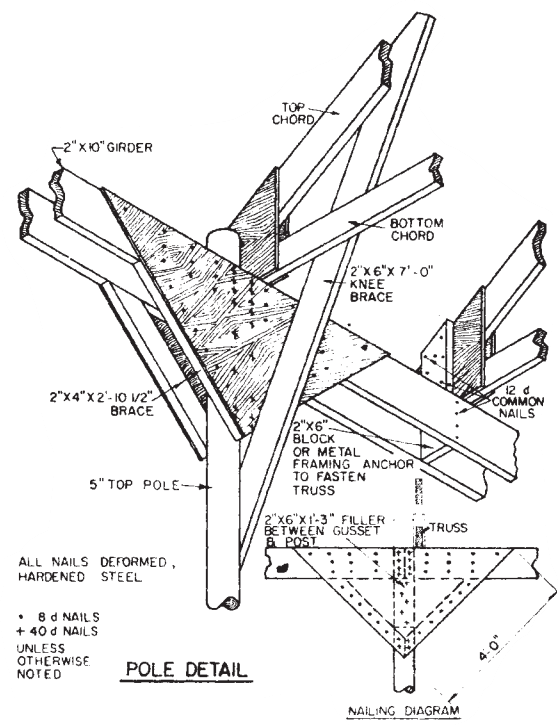 TOP
CHORD
2"X10" GIRDER
BOTTOM
CHORD
2"X6"X 7'-0"
KNEE
BRACE
2"X4"X2'-10 1/2"
BRACE
12 d
COMMON
NAILS
2"X6"
BLOCK
OR METAL
FRAMING ANCHOR
TO FASTEN
TRUSS
5" TOP POLE
2"X6"X1'-3" FILLER
BETWEEN GUSSET
& POST
TRUSS
ALL NAILS DEFORMED,
HARDENED STEEL
• 8 d NAILS
+ 40 d NAILS
UNLESS
OTHERWISE
NOTED
POLE DETAIL
4'-0"
NAILING DIAGRAM